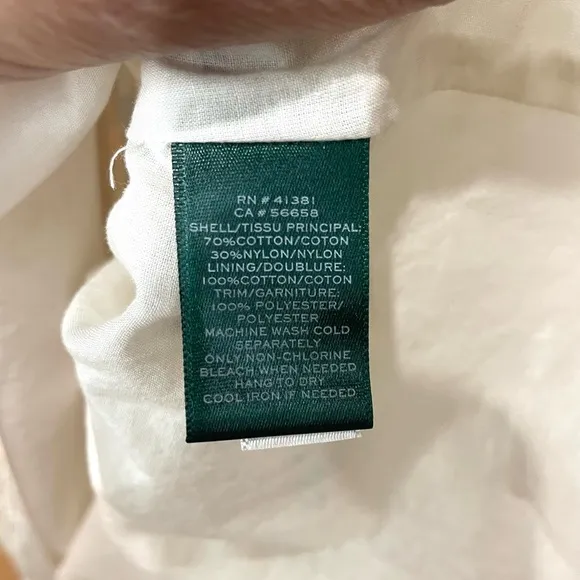 RN # 41381
CA # 56658
SHELL/TISSU PRINCIPAL:
70%COTTON/COTON
30%NYLON/NYLON
LINING/DOUBLURE:
100%COTTON/COTON
TRIM/GARNITURE:
100% POLYESTER/
POLYESTER
MACHINE WASH COLD
SEPARATELY
ONLY NON-CHLORINE
BLEACH WHEN NEEDED
HANG TO DRY
COOL IRON IF NEEDED